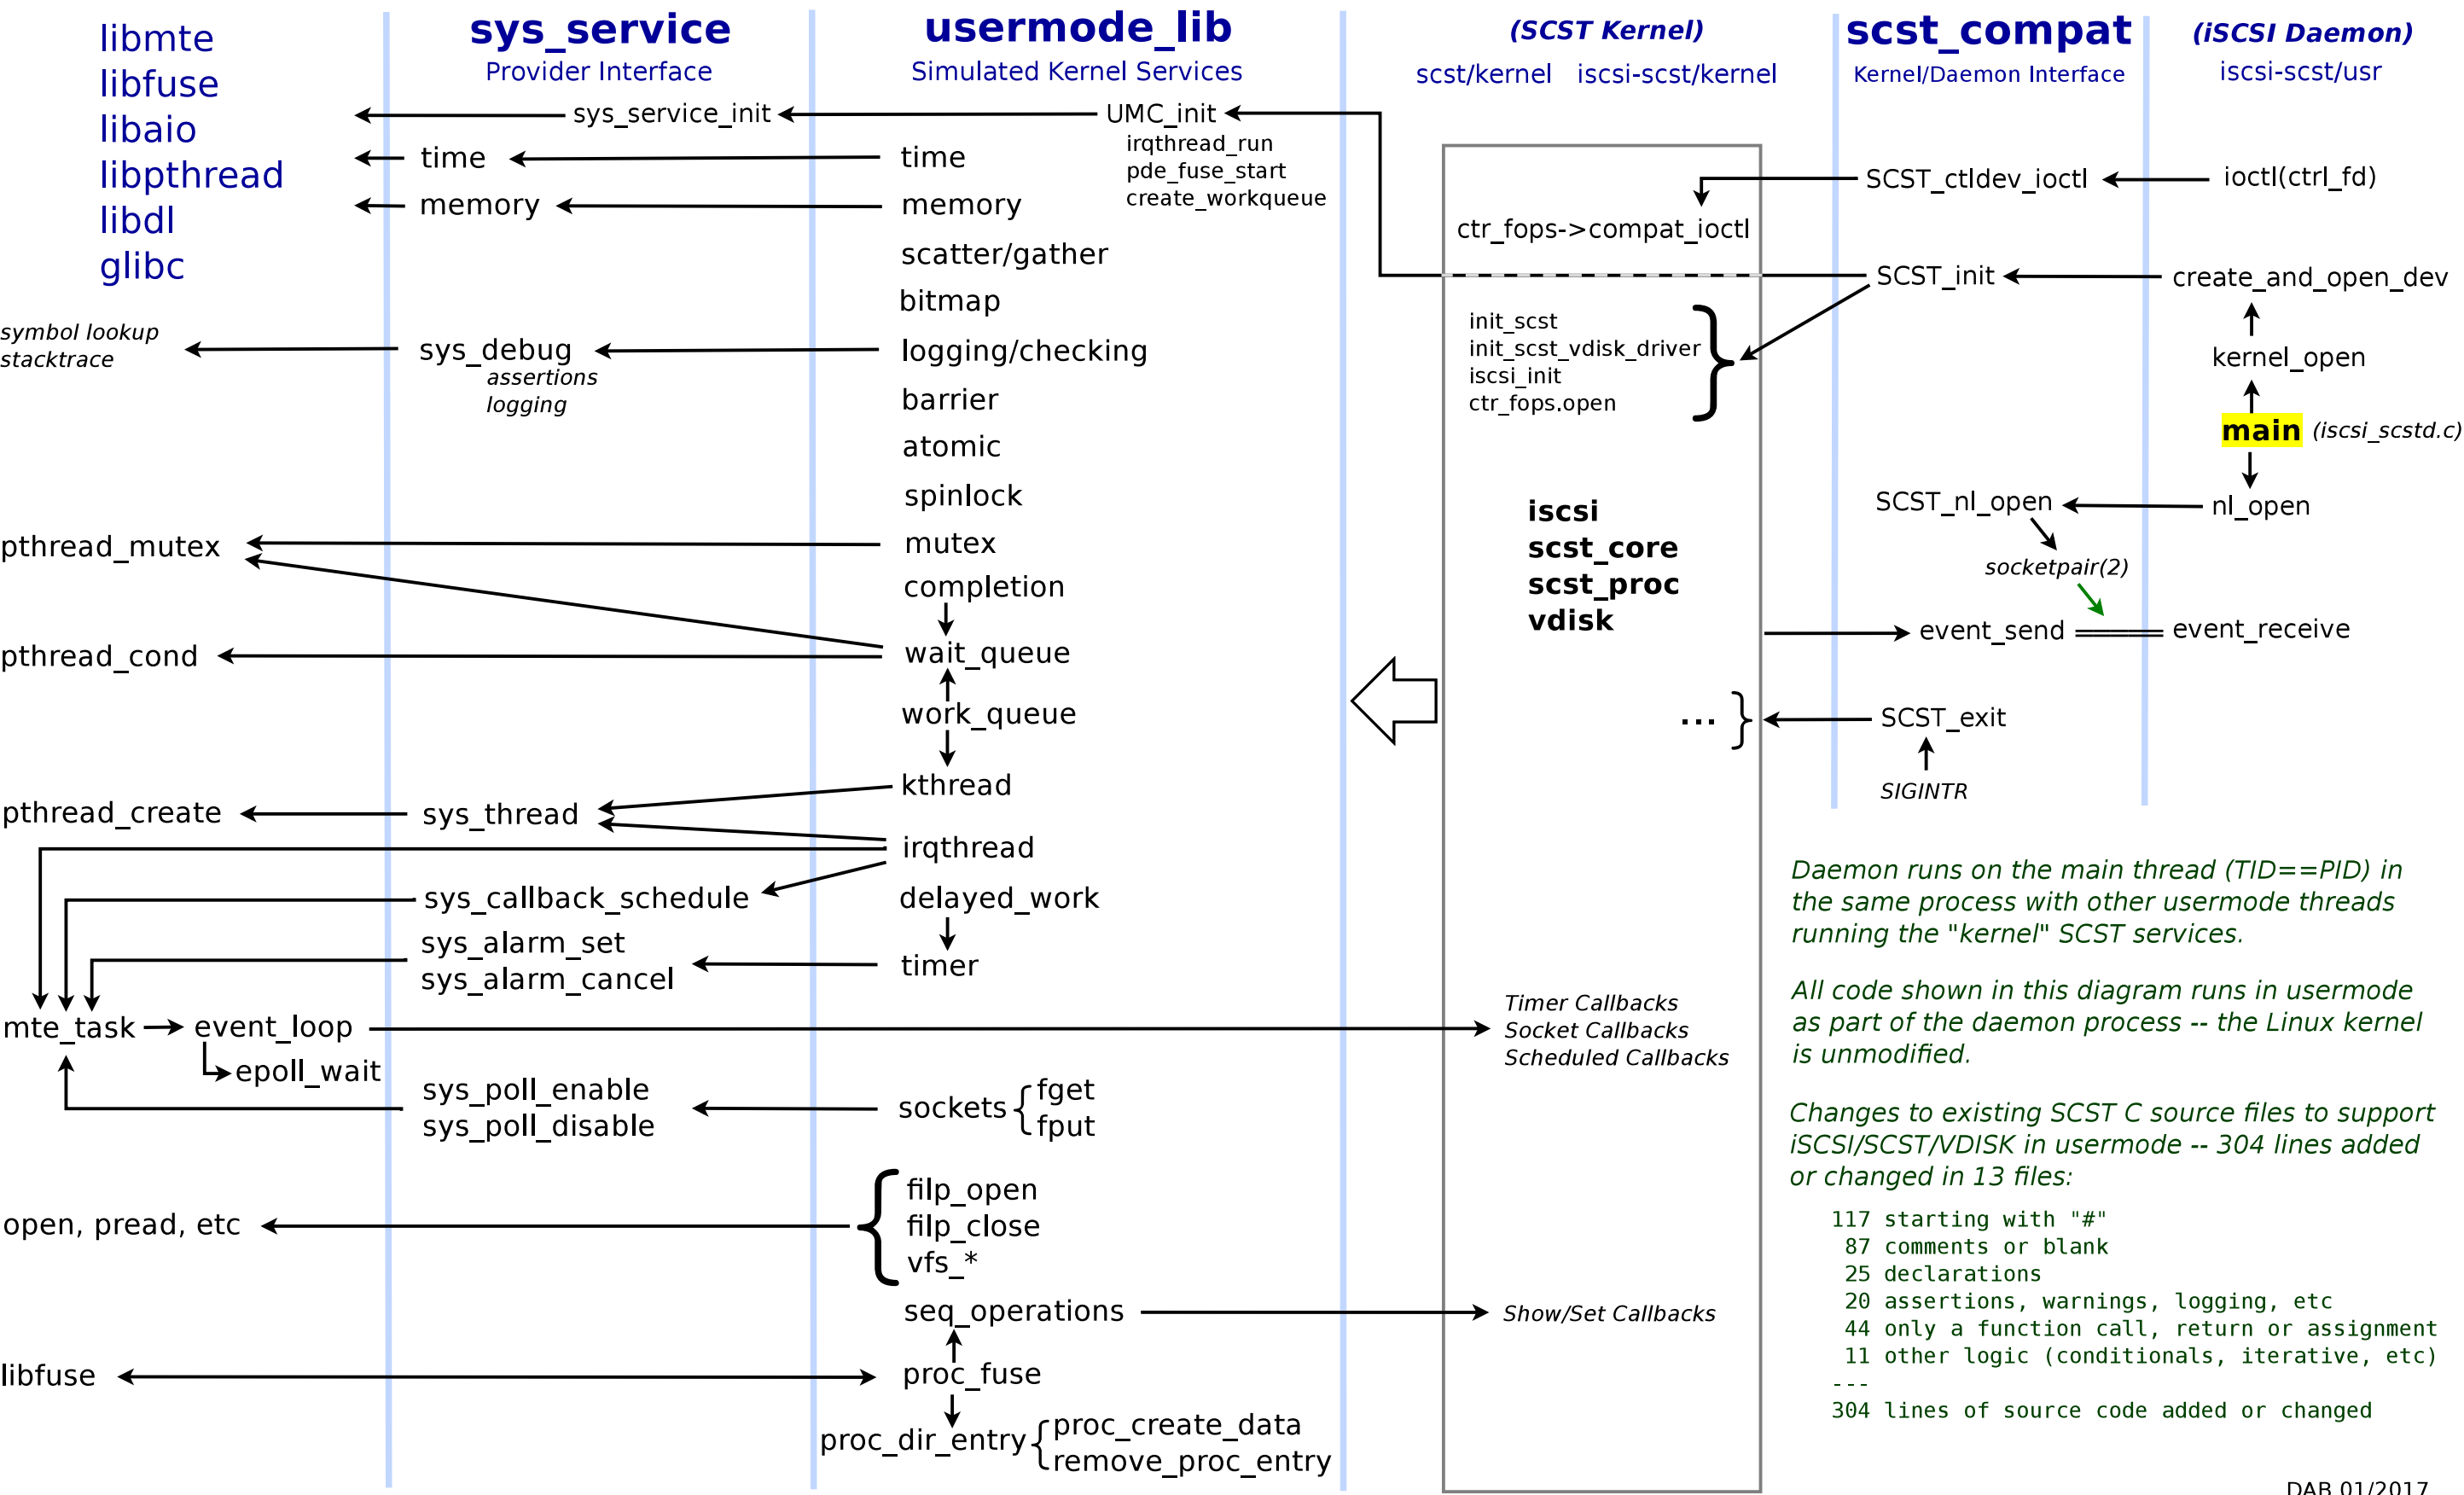 libmte
libfuse
libaio
libpthread
libdl
glibc
symbol lookup
stacktrace
pthread_mutex
pthread_cond
pthread_create
mte_task
event_loop
epoll_wait
open, pread, etc
libfuse
sys_service
Provider Interface
sys_service_init
time
memory
sys_debug
assertions
logging
sys_thread
sys_callback_schedule
sys_alarm_set
sys_alarm_cancel
sys_poll_enable
sys_poll_disable
usermode_lib
Simulated Kernel Services
UMC_init
irqthread_run
pde_fuse_start
create_workqueue
time
memory
scatter/gather
bitmap
logging/checking
barrier
atomic
spinlock
mutex
completion
wait_queue
work_queue
kthread
irqthread
delayed_work
timer
sockets
fget
fput
filp_open
filp_close
vfs_*
seq_operations
proc_fuse
proc_dir_entry
proc_create_data
remove_proc_entry
(SCST Kernel)
scst/kernel iscsi-scst/kernel
ctr_fops->compat_ioctl
init_scst
init_scst_vdisk_driver
iscsi_init
ctr_fops.open
iscsi
scst_core
scst_proc
vdisk
...
Timer Callbacks
Socket Callbacks
Scheduled Callbacks
Show/Set Callbacks
scst_compat
Kernel/Daemon Interface
SCST_ctldev_ioctl
SCST_init
SCST_nl_open
socketpair(2)
event_send
SCST_exit
SIGINTR
(iSCSI Daemon)
iscsi-scst/usr
ioctl(ctrl_fd)
create_and_open_dev
kernel_open
main (iscsi_scstd.c)
nl_open
event_receive
Daemon runs on the main thread (TID==PID) in
the same process with other usermode threads
running the "kernel" SCST services.
All code shown in this diagram runs in usermode
as part of the daemon process -- the Linux kernel
is unmodified.
Changes to existing SCST C source files to support
iSCSI/SCST/VDISK in usermode -- 304 lines added
or changed in 13 files:
117 starting with "#"
87 comments or blank
25 declarations
20 assertions, warnings, logging, etc
44 only a function call, return or assignment
11 other logic (conditionals, iterative, etc)
---
304 lines of source code added or changed
DAB 01/2017